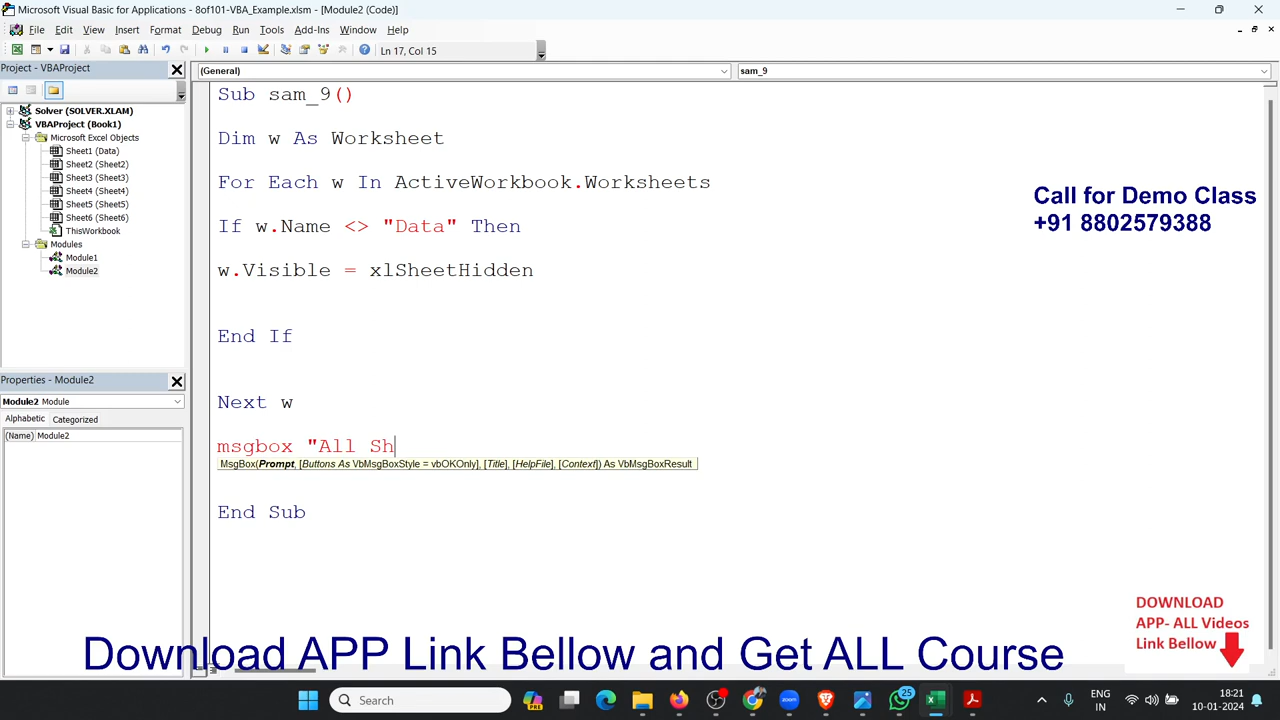 Microsoft Visual Basic for Applications - 8of101-VBA_Example.xlsm - [Module2 (Code)]
File Edit View Insert Format Debug Run Tools Add-Ins Window Help
Ln 17, Col 15
Project - VBAProject
(General)
sam_9
Solver (SOLVER.XLAM)
VBAProject (Book1)
Microsoft Excel Objects
Sheet1 (Data)
Sheet2 (Sheet2)
Sheet3 (Sheet3)
Sheet4 (Sheet4)
Sheet5 (Sheet5)
Sheet6 (Sheet6)
ThisWorkbook
Modules
Module1
Module2
Properties - Module2
Module2 Module
Alphabetic Categorized
(Name) Module2
Sub sam_9()
Dim w As Worksheet
For Each w In ActiveWorkbook.Worksheets
If w.Name <> "Data" Then
w.Visible = xlSheetHidden
End If
Next w
msgbox "All Sh
MsgBox(Prompt, [Buttons As VbMsgBoxStyle = vbOKOnly], [Title], [HelpFile], [Context]) As VbMsgBoxResult
End Sub
Call for Demo Class
+91 8802579388
DOWNLOAD
APP- ALL Videos
Link Bellow
Download APP Link Bellow and Get ALL Course
Search
PRE
25
ENG
IN
18:21
10-01-2024